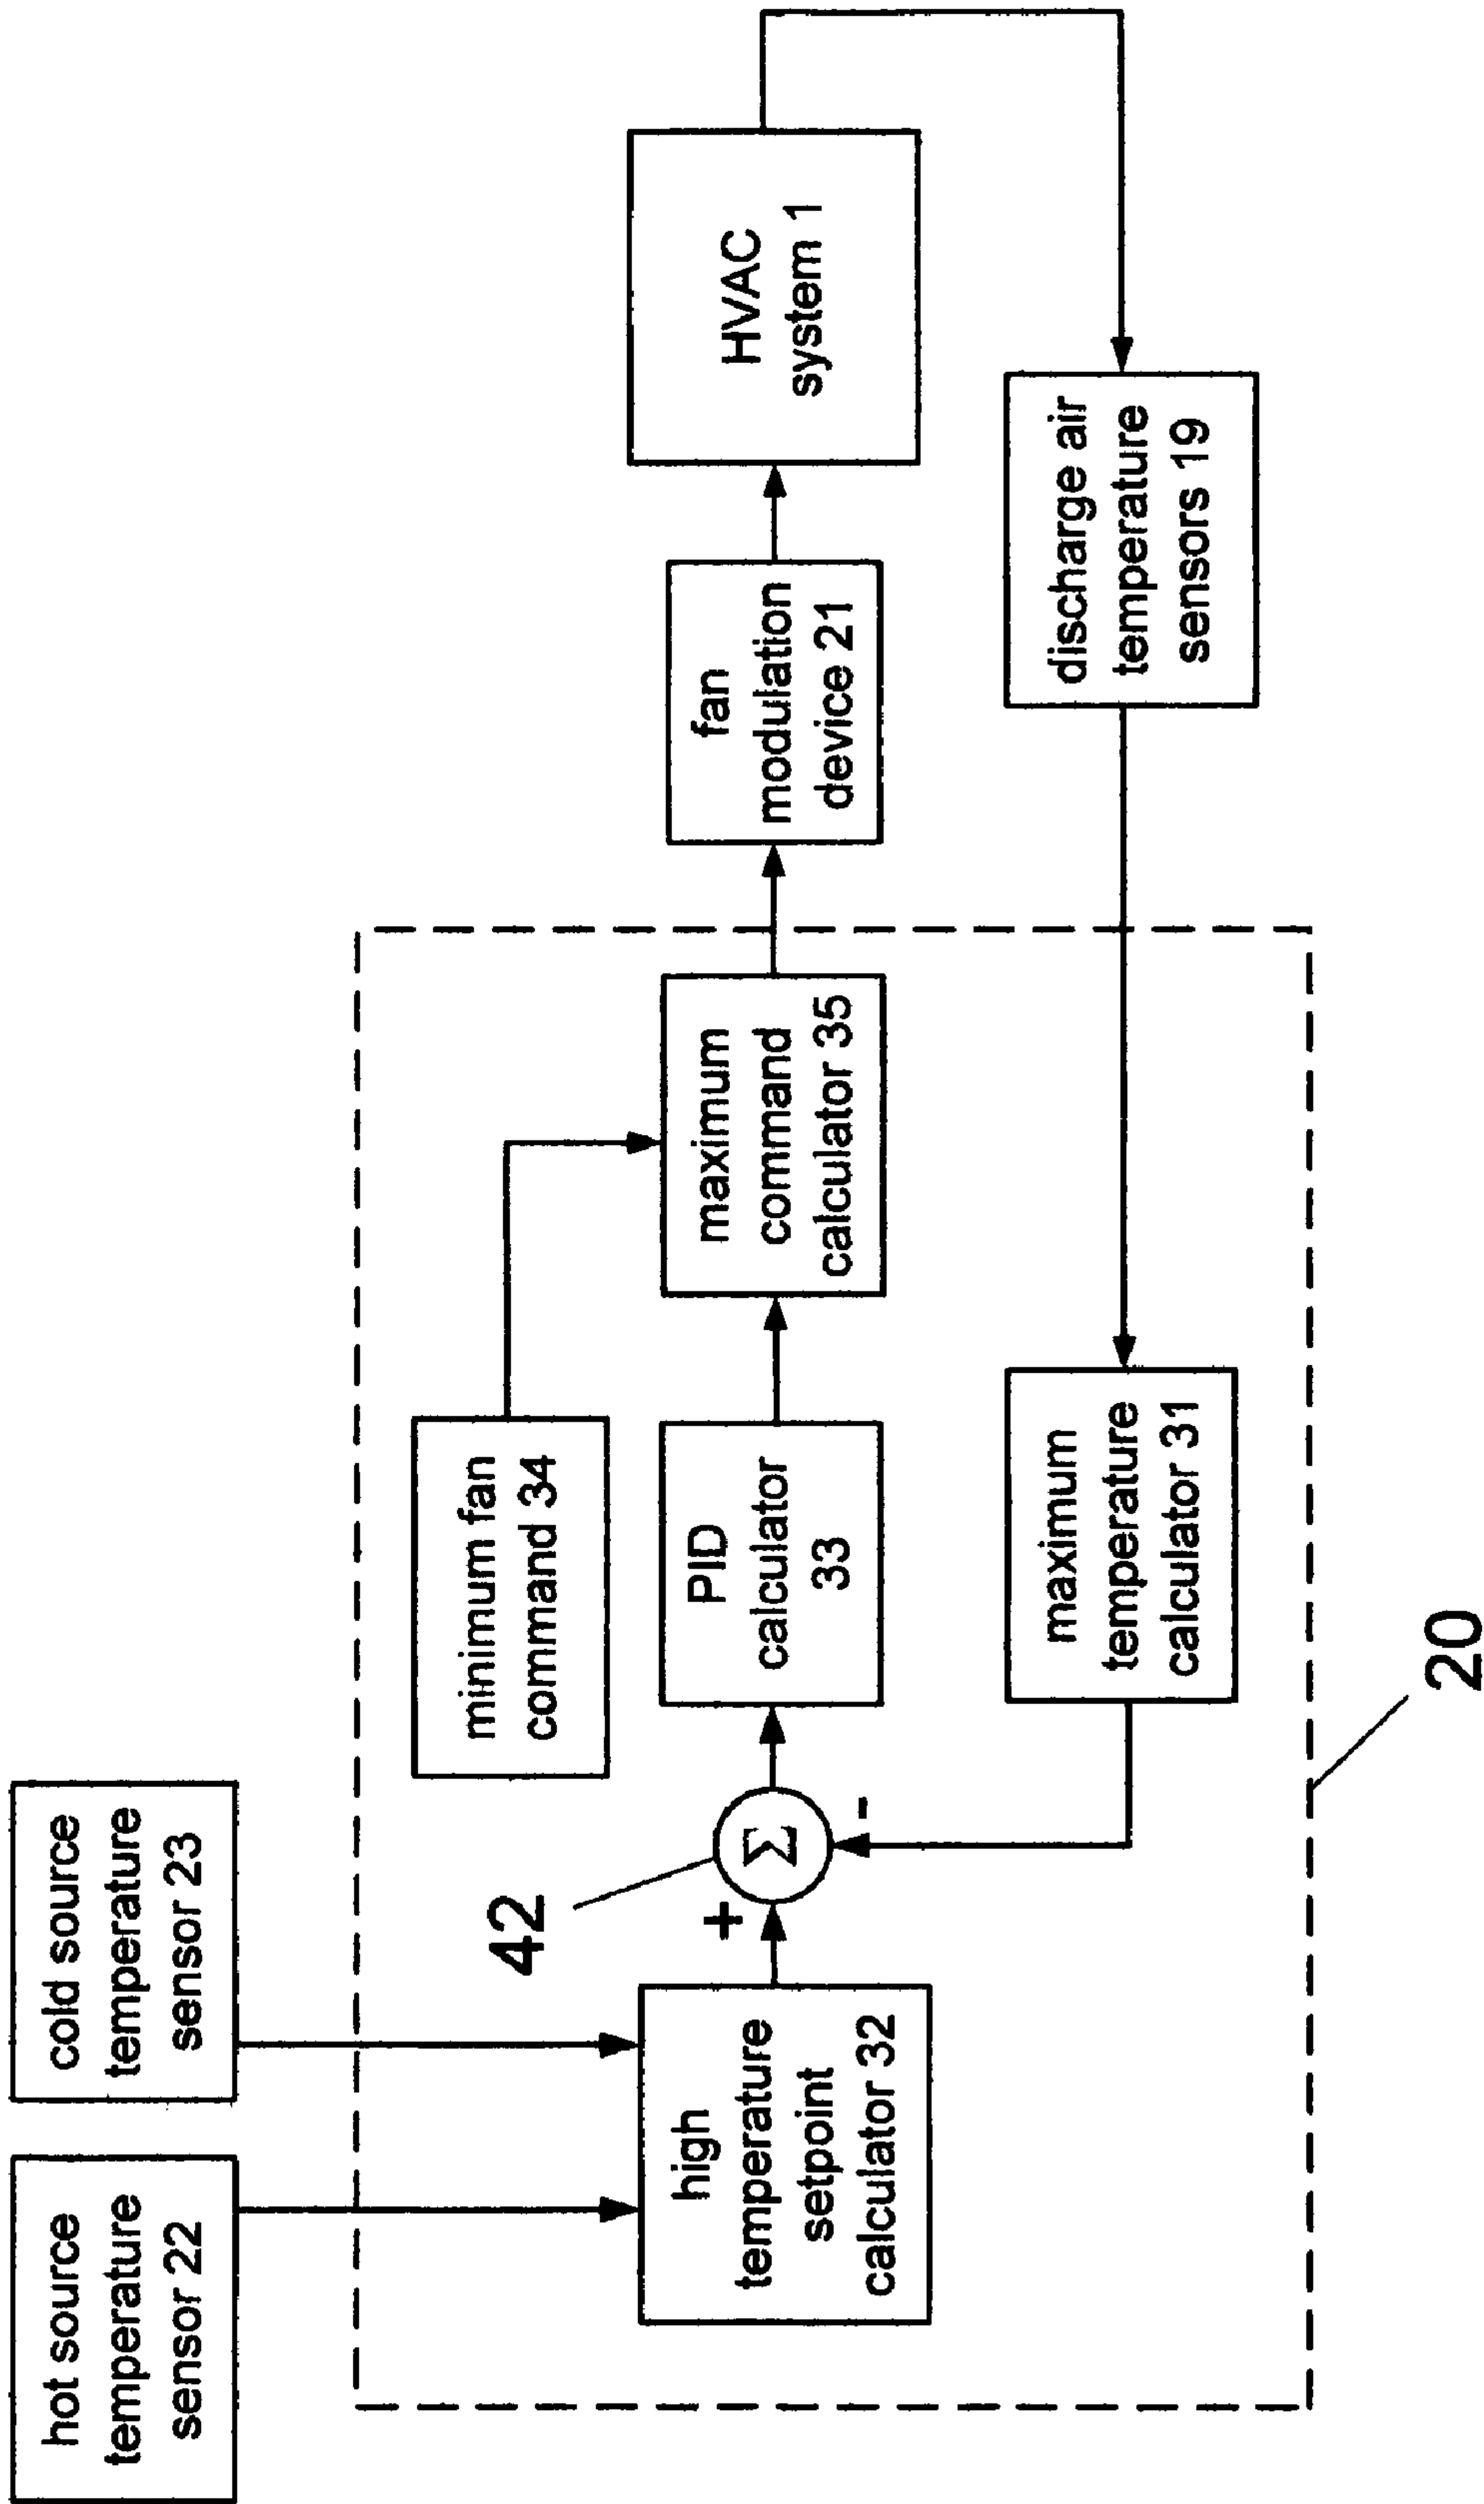 hot source
temperature
sensor 22
cold source
temperature
sensor 23
minimum fan
command 34
42
high
temperature
setpoint
calculator 32
+
Σ
-
PID
calculator
33
maximum
command
calculator 35
fan
modulation
device 21
HVAC
system 1
maximum
temperature
calculator 31
discharge air
temperature
sensors 19
20